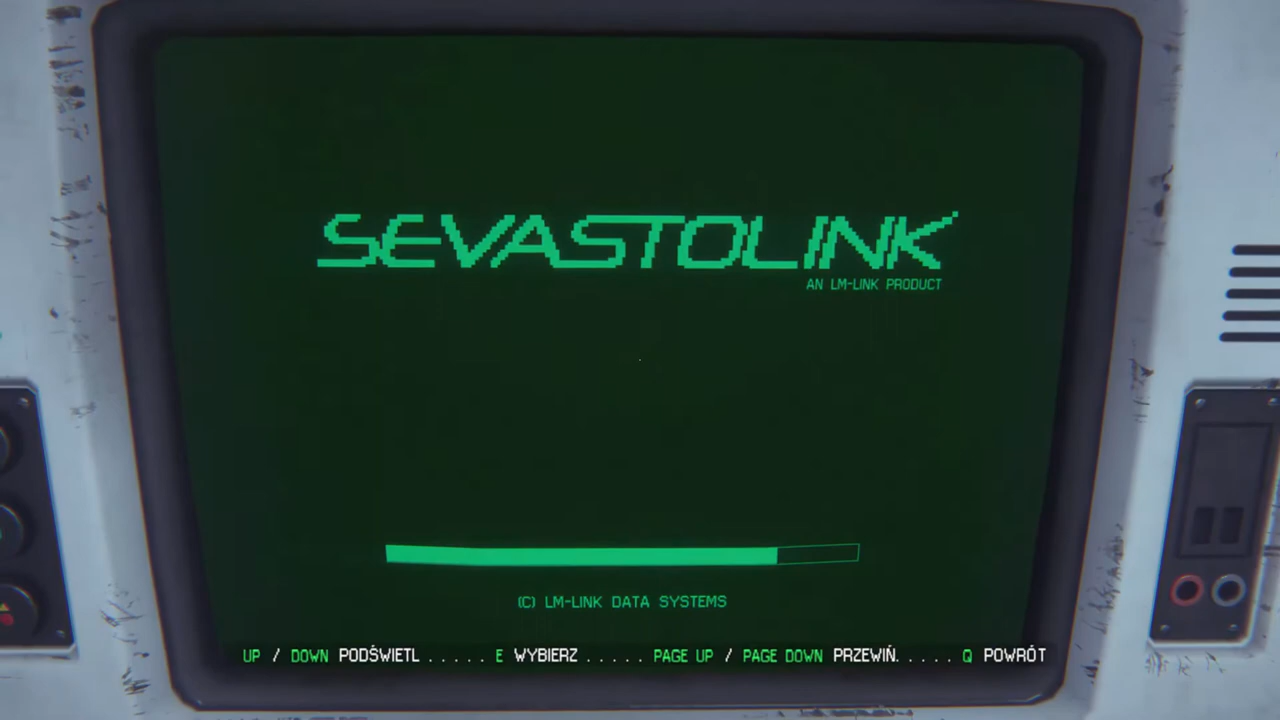 SEVASTOLINK
AN LM-LINK PRODUCT
(C) LM-LINK DATA SYSTEMS
UP / DOWN PODŚWIETL ..... E WYBIERZ ..... PAGE UP / PAGE DOWN PRZEWIŃ..... Q POWRÓT